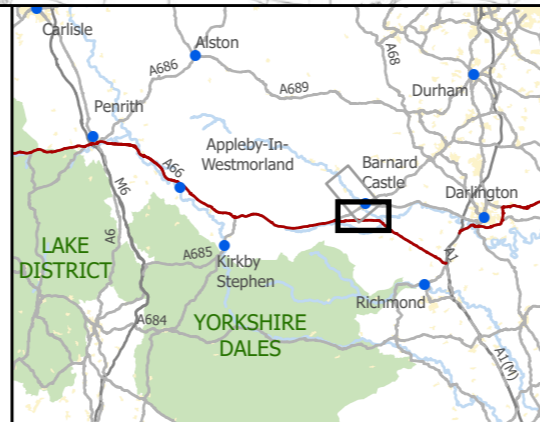 Carlisle
Alston
A686
A68
A689
Durham
Penrith
Appleby-In-
Westmorland
A66
Barnard
Castle
Darlington
M6
A6
LAKE
DISTRICT
A685
Kirkby
Stephen
A1
Richmond
A684
YORKSHIRE
DALES
A1(M)